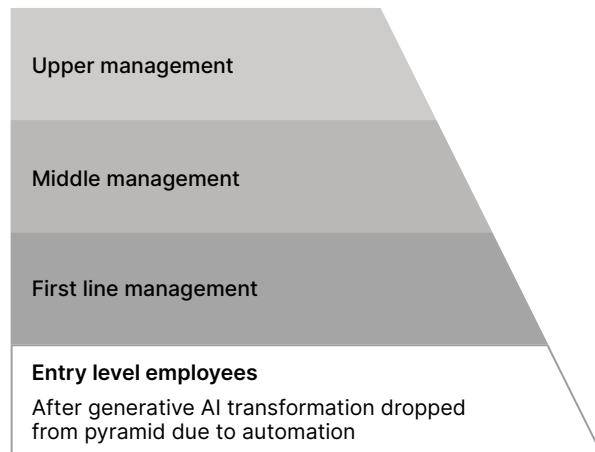 Upper management
Middle management
First line management
Entry level employees
After generative AI transformation dropped
from pyramid due to automation